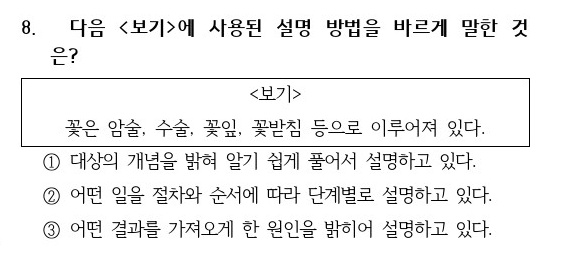 8. 다음 <보기>에 사용된 설명 방법을 바르게 말한 것
은?
<보기>
꽃은 암술, 수술, 꽃잎, 꽃받침 등으로 이루어져 있다.
① 대상의 개념을 밝혀 알기 쉽게 풀어서 설명하고 있다.
② 어떤 일을 절차와 순서에 따라 단계별로 설명하고 있다.
③ 어떤 결과를 가져오게 한 원인을 밝히어 설명하고 있다.